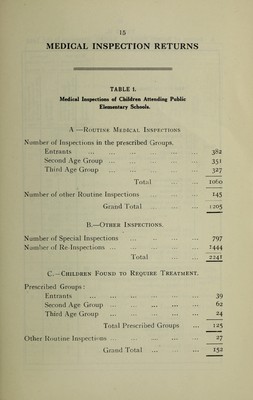 15
MEDICAL INSPECTION RETURNS
TABLE I.
Medical Inspections of Children Attending Public
Elementary Schools.
A.—Routine Medical Inspections
Number of Inspections in the prescribed Groups.
Entrants ... ... ... ... ... 382
Second Age Group ... ... ... ... 351
Third Age Group ... ... ... ... 327
Total ... ... 1060
Number of other Routine Inspections ... ... 145
Grand Total ... ... 1205
B.—Other Inspections.
Number of Special Inspections ... ... ... 797
Number of Re-Inspections ... ... ... ... 1444
Total ... ... 2241
C.—Children Found to Require Treatment.
Prescribed Groups :
Entrants ... ... ... ... ... 39
Second Age Group ... ... ... ... 62
Third Age Group ... ... ... ... 24
Total Prescribed Groups ... 125
Other Routine Inspections ... ... ... ... 27
Grand Total ... ... 152